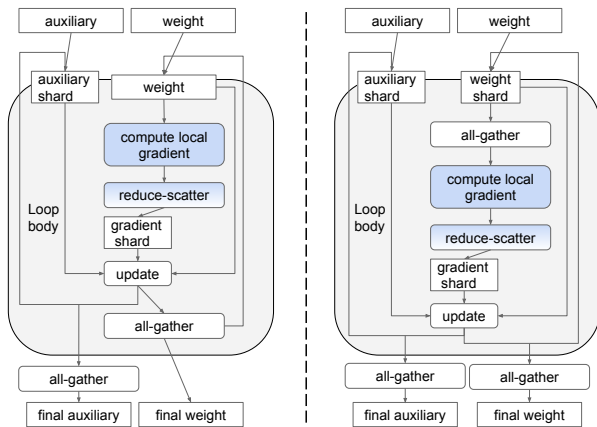 auxiliary
weight
auxiliary
shard
weight
compute local
gradient
reduce-scatter
Loop
body
gradient
shard
update
all-gather
all-gather
final auxiliary
final weight
auxiliary
weight
auxiliary
shard
weight
shard
all-gather
compute local
gradient
Loop
body
reduce-scatter
gradient
shard
update
all-gather
all-gather
final auxiliary
final weight